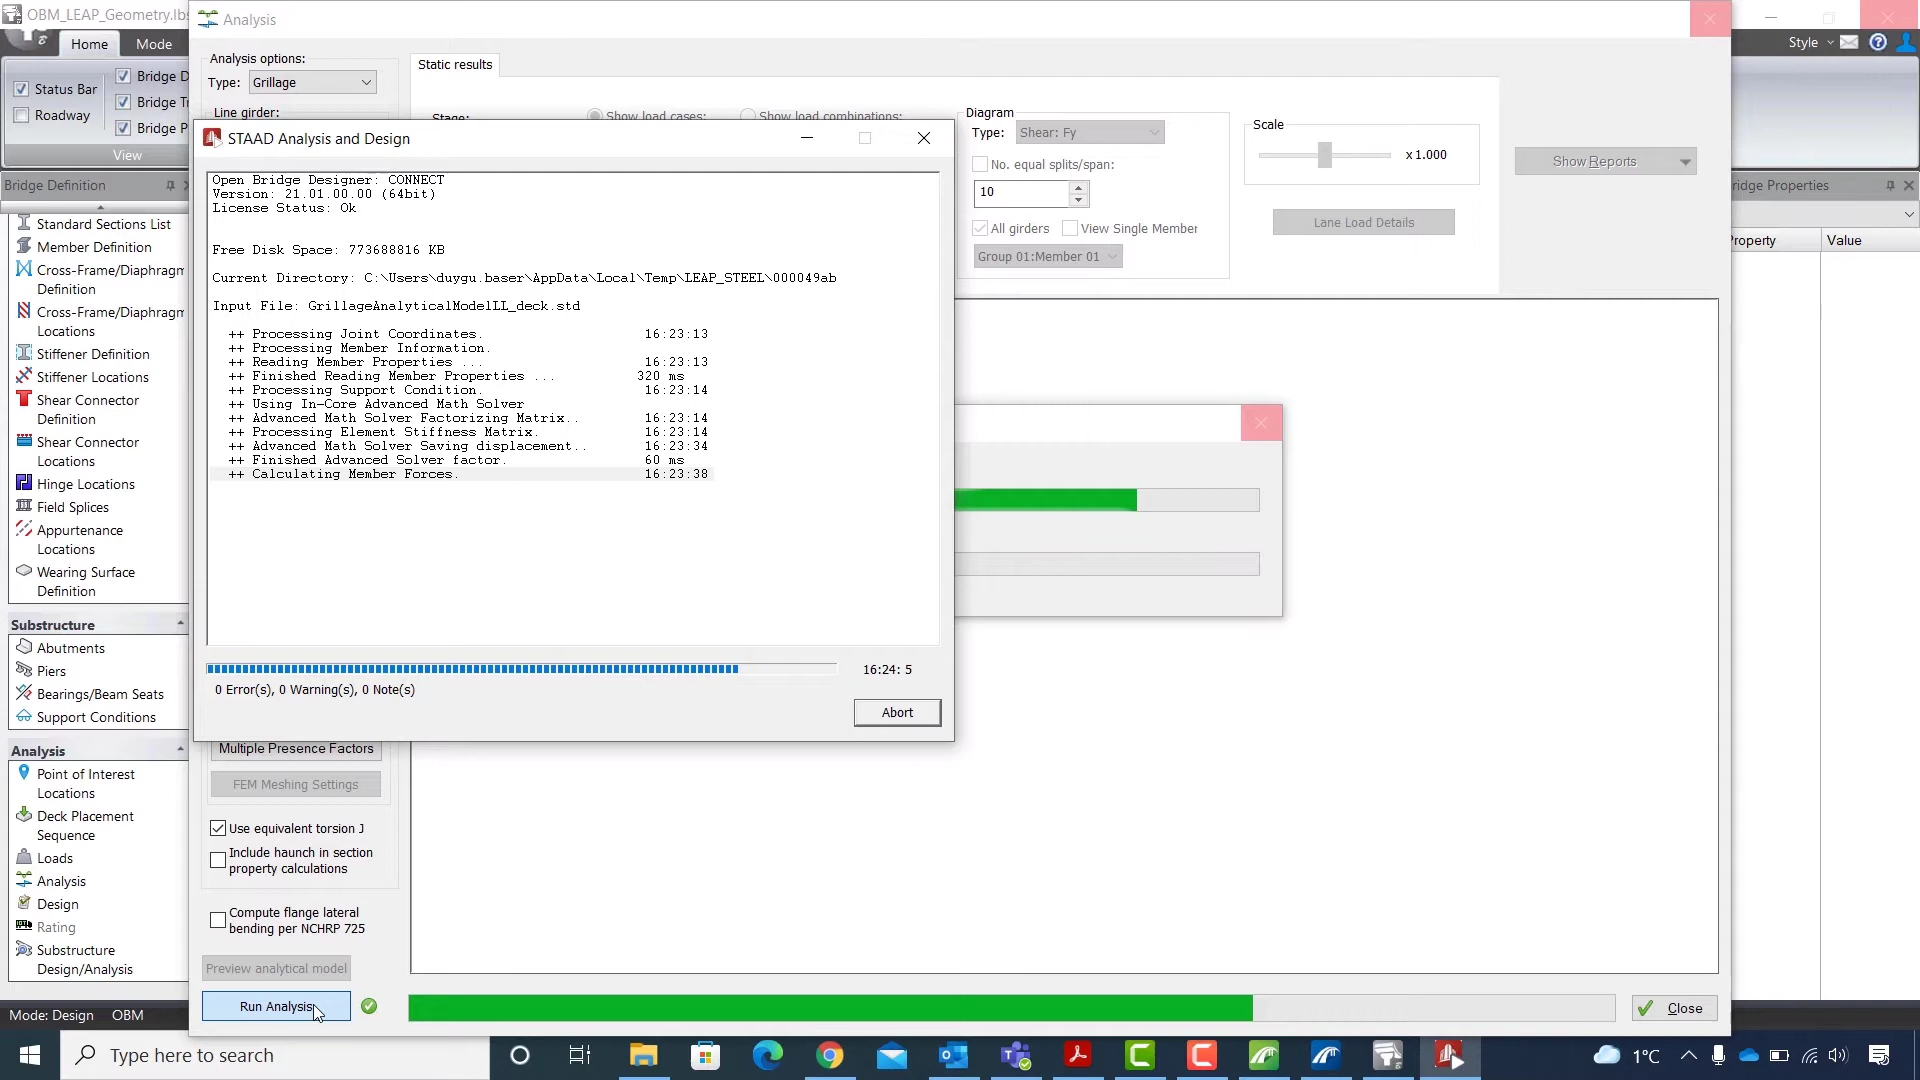 OBM_LEAP_Geometry.lbs
Analysis
Home
Mode
Style
Status Bar
Roadway
Bridge D
Bridge Tr
Bridge P
View
Analysis options:
Type: Grillage
Line girder:
Static results
Stage:
Show load cases:
Show load combinations:
Diagram
Type: Shear: Fy
No. equal splits/span:
10
All girders
View Single Member
Group 01:Member 01
Scale
x 1.000
Lane Load Details
Show Reports
Bridge Definition
Standard Sections List
Member Definition
Cross-Frame/Diaphragm
Cross-Frame/Diaphragm
Locations
Stiffener Definition
Stiffener Locations
Shear Connector
Definition
Shear Connector
Locations
Hinge Locations
Field Splices
Appurtenance
Locations
Wearing Surface
Definition
Substructure
Abutments
Piers
Bearings/Beam Seats
Support Conditions
Analysis
Point of Interest
Locations
Deck Placement
Sequence
Loads
Analysis
Design
Rating
Substructure
Design/Analysis
STAAD Analysis and Design
Open Bridge Designer: CONNECT
Version: 21.01.00.00 (64bit)
License Status: Ok
Free Disk Space: 773688816 KB
Current Directory: C:\Users\duygu.baser\AppData\Local\Temp\LEAP_STEEL\000049ab
Input File: GrillageAnalyticalModelLL_deck.std
++ Processing Joint Coordinates. 16:23:13
++ Processing Member Information.
++ Reading Member Properties ... 16:23:13
++ Finished Reading Member Properties ... 320 ms
++ Processing Support Condition. 16:23:14
++ Using In-Core Advanced Math Solver
++ Advanced Math Solver Factorizing Matrix.. 16:23:14
++ Processing Element Stiffness Matrix. 16:23:14
++ Advanced Math Solver Saving displacement.. 16:23:34
++ Finished Advanced Solver factor. 60 ms
++ Calculating Member Forces. 16:23:38
16:24: 5
0 Error(s), 0 Warning(s), 0 Note(s)
Abort
Multiple Presence Factors
FEM Meshing Settings
Use equivalent torsion J
Include haunch in section
property calculations
Compute flange lateral
bending per NCHRP 725
Preview analytical model
Run Analysis
Close
ridge Properties
roperty
Value
Mode: Design
OBM
Type here to search
1°C